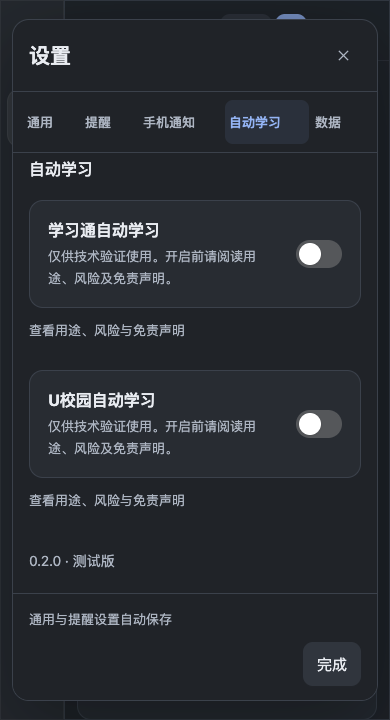 设置
通用 提醒 手机通知 自动学习 数据
自动学习
学习通自动学习
仅供技术验证使用。开启前请阅读用
途、风险及免责声明。
查看用途、风险与免责声明
U校园自动学习
仅供技术验证使用。开启前请阅读用
途、风险及免责声明。
查看用途、风险与免责声明
0.2.0 · 测试版
通用与提醒设置自动保存
完成